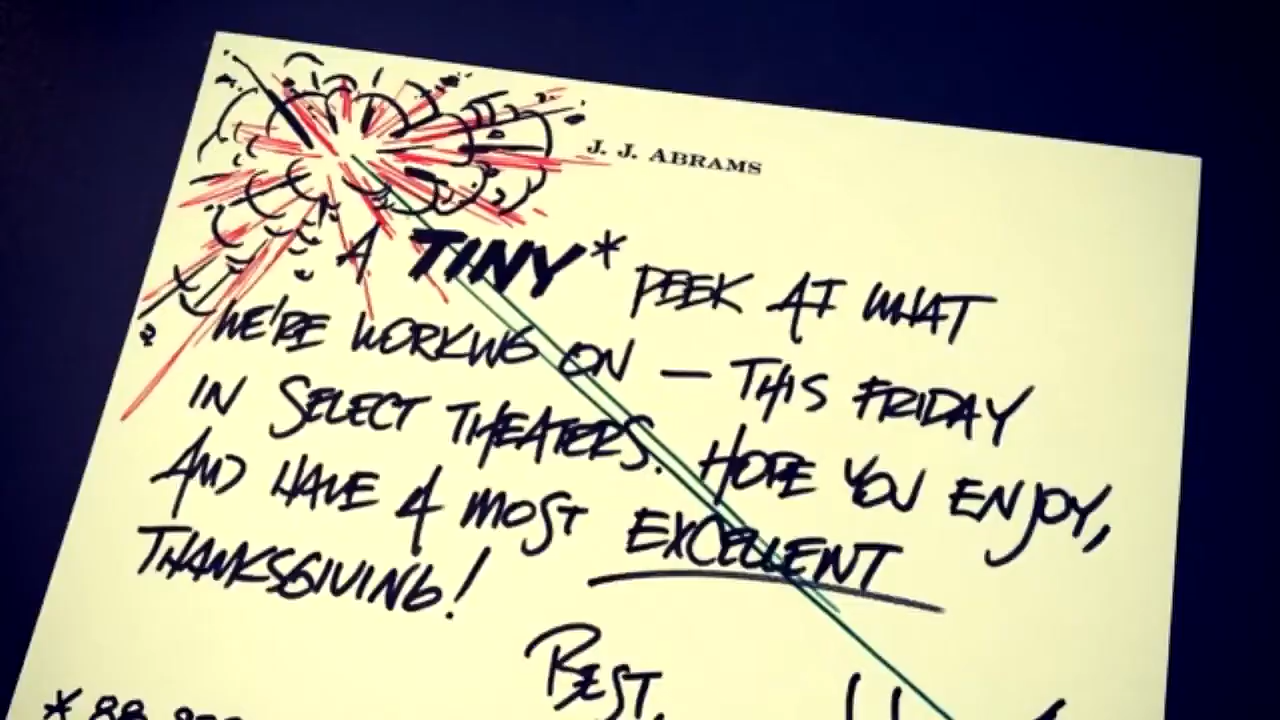 J. J. ABRAMS
A TINY* PEEK AT WHAT
WE'RE WORKING ON — THIS FRIDAY
IN SELECT THEATERS. HOPE YOU ENJOY,
AND HAVE A MOST EXCELLENT
THANKSGIVING!
BEST,
* 88